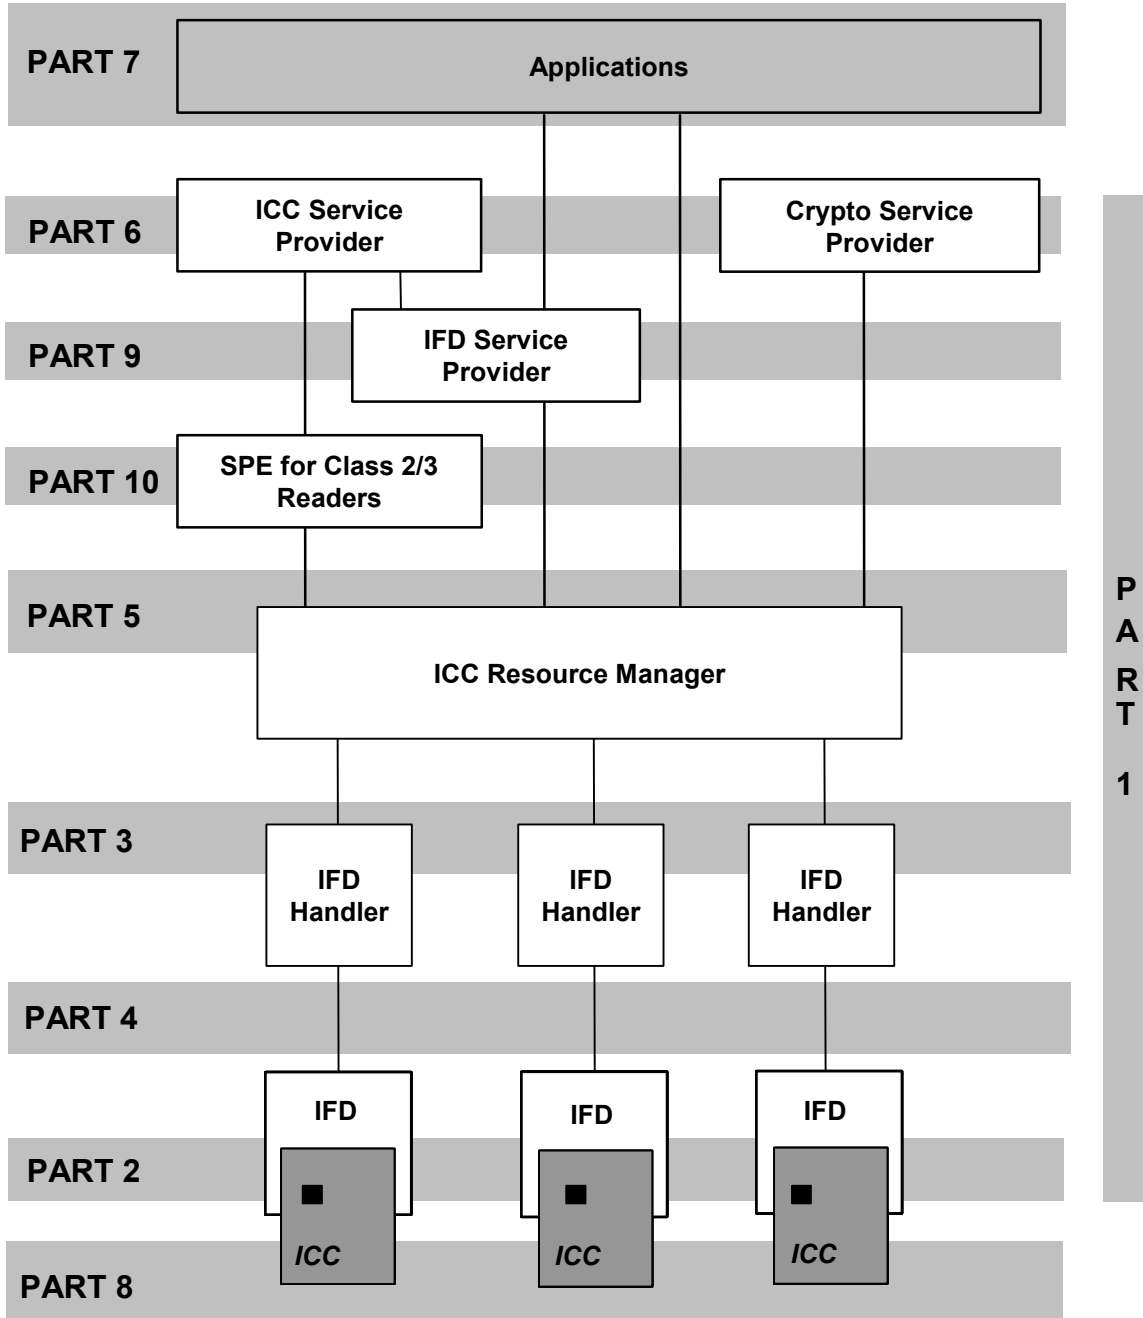 PART 7
Applications
PART 6
ICC Service
Provider
Crypto Service
Provider
PART 9
IFD Service
Provider
PART 10
SPE for Class 2/3
Readers
PART 5
ICC Resource Manager
PART 1
PART 3
IFD
Handler
IFD
Handler
IFD
Handler
PART 4
IFD
IFD
IFD
PART 2
ICC
ICC
ICC
PART 8